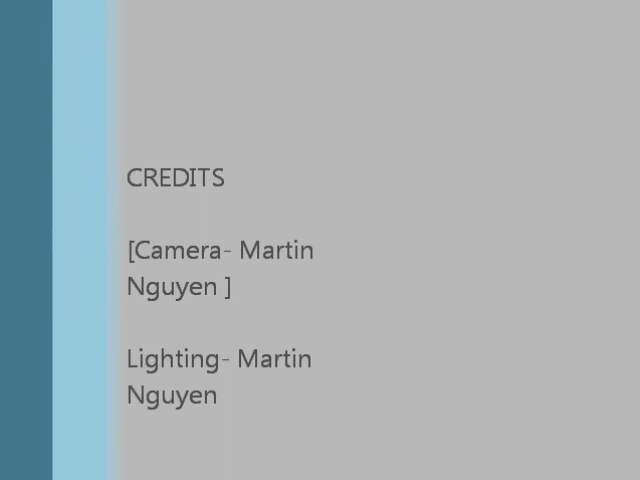 CREDITS
[Camera- Martin
Nguyen ]
Lighting- Martin
Nguyen